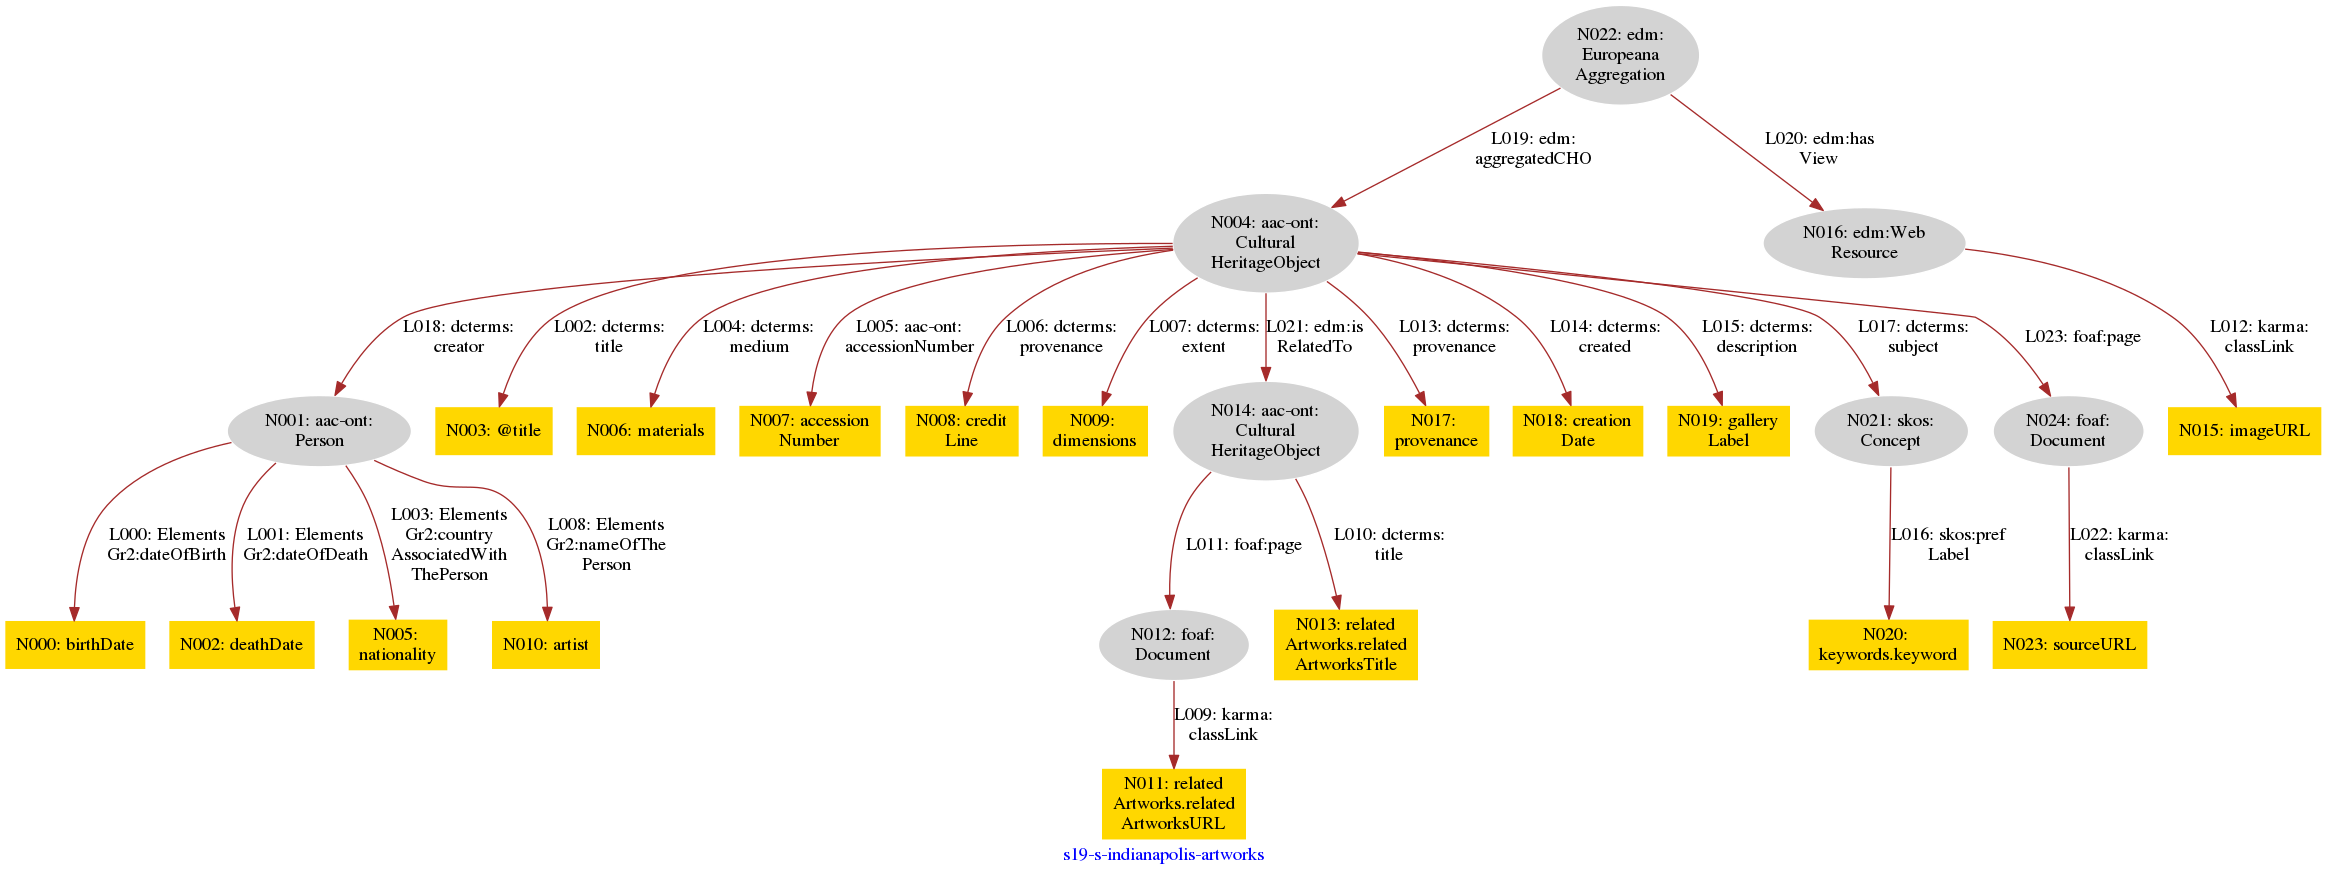 N022: edm:
Europeana
Aggregation
L019: edm:
aggregatedCHO
L020: edm:has
View
N004: aac-ont:
Cultural
HeritageObject
N016: edm:Web
Resource
L018: dcterms:
creator
L002: dcterms:
title
L004: dcterms:
medium
L005: aac-ont:
accessionNumber
L006: dcterms:
provenance
L007: dcterms:
extent
L021: edm:is
RelatedTo
L013: dcterms:
provenance
L014: dcterms:
created
L015: dcterms:
description
L017: dcterms:
subject
L023: foaf:page
L012: karma:
classLink
N001: aac-ont:
Person
N003: @title
N006: materials
N007: accession
Number
N008: credit
Line
N009:
dimensions
N014: aac-ont:
Cultural
HeritageObject
N017:
provenance
N018: creation
Date
N019: gallery
Label
N021: skos:
Concept
N024: foaf:
Document
N015: imageURL
L000: Elements
Gr2:dateOfBirth
L001: Elements
Gr2:dateOfDeath
L003: Elements
Gr2:country
AssociatedWith
ThePerson
L008: Elements
Gr2:nameOfThe
Person
L011: foaf:page
L010: dcterms:
title
L016: skos:pref
Label
L022: karma:
classLink
N000: birthDate
N002: deathDate
N005:
nationality
N010: artist
N012: foaf:
Document
N013: related
Artworks.related
ArtworksTitle
N020:
keywords.keyword
N023: sourceURL
L009: karma:
classLink
N011: related
Artworks.related
ArtworksURL
s19-s-indianapolis-artworks